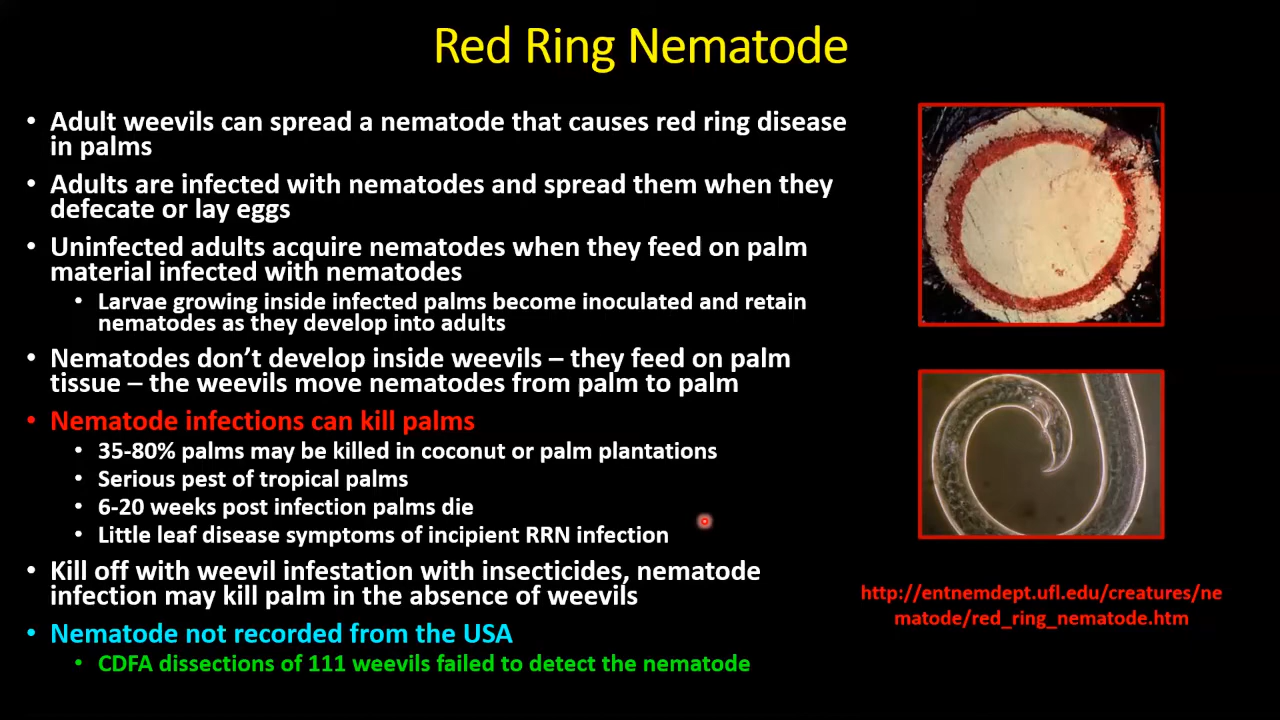 Red Ring Nematode
• Adult weevils can spread a nematode that causes red ring disease
in palms
• Adults are infected with nematodes and spread them when they
defecate or lay eggs
• Uninfected adults acquire nematodes when they feed on palm
material infected with nematodes
• Larvae growing inside infected palms become inoculated and retain
nematodes as they develop into adults
• Nematodes don’t develop inside weevils – they feed on palm
tissue – the weevils move nematodes from palm to palm
• Nematode infections can kill palms
• 35-80% palms may be killed in coconut or palm plantations
• Serious pest of tropical palms
• 6-20 weeks post infection palms die
• Little leaf disease symptoms of incipient RRN infection
• Kill off with weevil infestation with insecticides, nematode
infection may kill palm in the absence of weevils
• Nematode not recorded from the USA
• CDFA dissections of 111 weevils failed to detect the nematode
http://entnemdept.ufl.edu/creatures/ne
matode/red_ring_nematode.htm